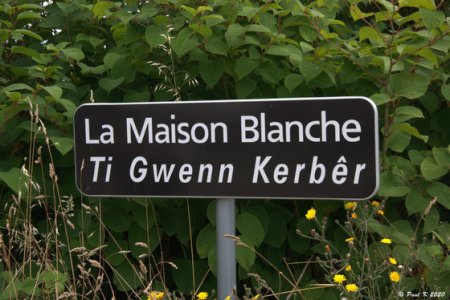 La Maison Blanche
Ti Gwenn Kerbêr
© Paul K 2020